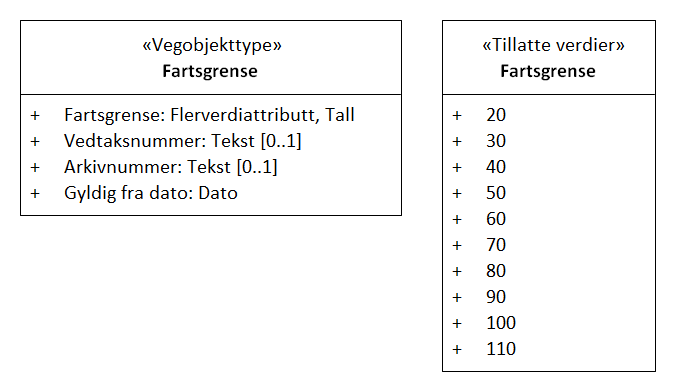 «Vegobjekttype»
Fartsgrense
+ Fartsgrense: Flerverdiattributt, Tall
+ Vedtaksnummer: Tekst [0..1]
+ Arkivnummer: Tekst [0..1]
+ Gyldig fra dato: Dato
«Tillatte verdier»
Fartsgrense
+ 20
+ 30
+ 40
+ 50
+ 60
+ 70
+ 80
+ 90
+ 100
+ 110